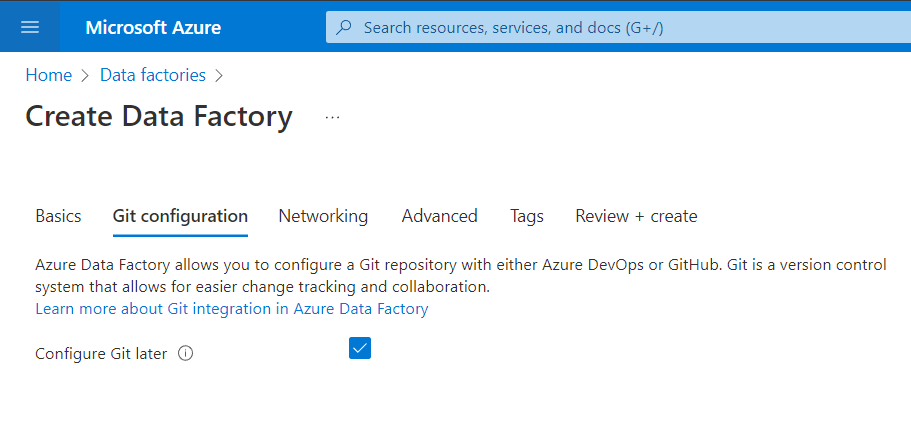 Microsoft Azure
Search resources, services, and docs (G+/)
Home > Data factories >
Create Data Factory ...
Basics Git configuration Networking Advanced Tags Review + create
Azure Data Factory allows you to configure a Git repository with either Azure DevOps or GitHub. Git is a version control
system that allows for easier change tracking and collaboration.
Learn more about Git integration in Azure Data Factory
Configure Git later